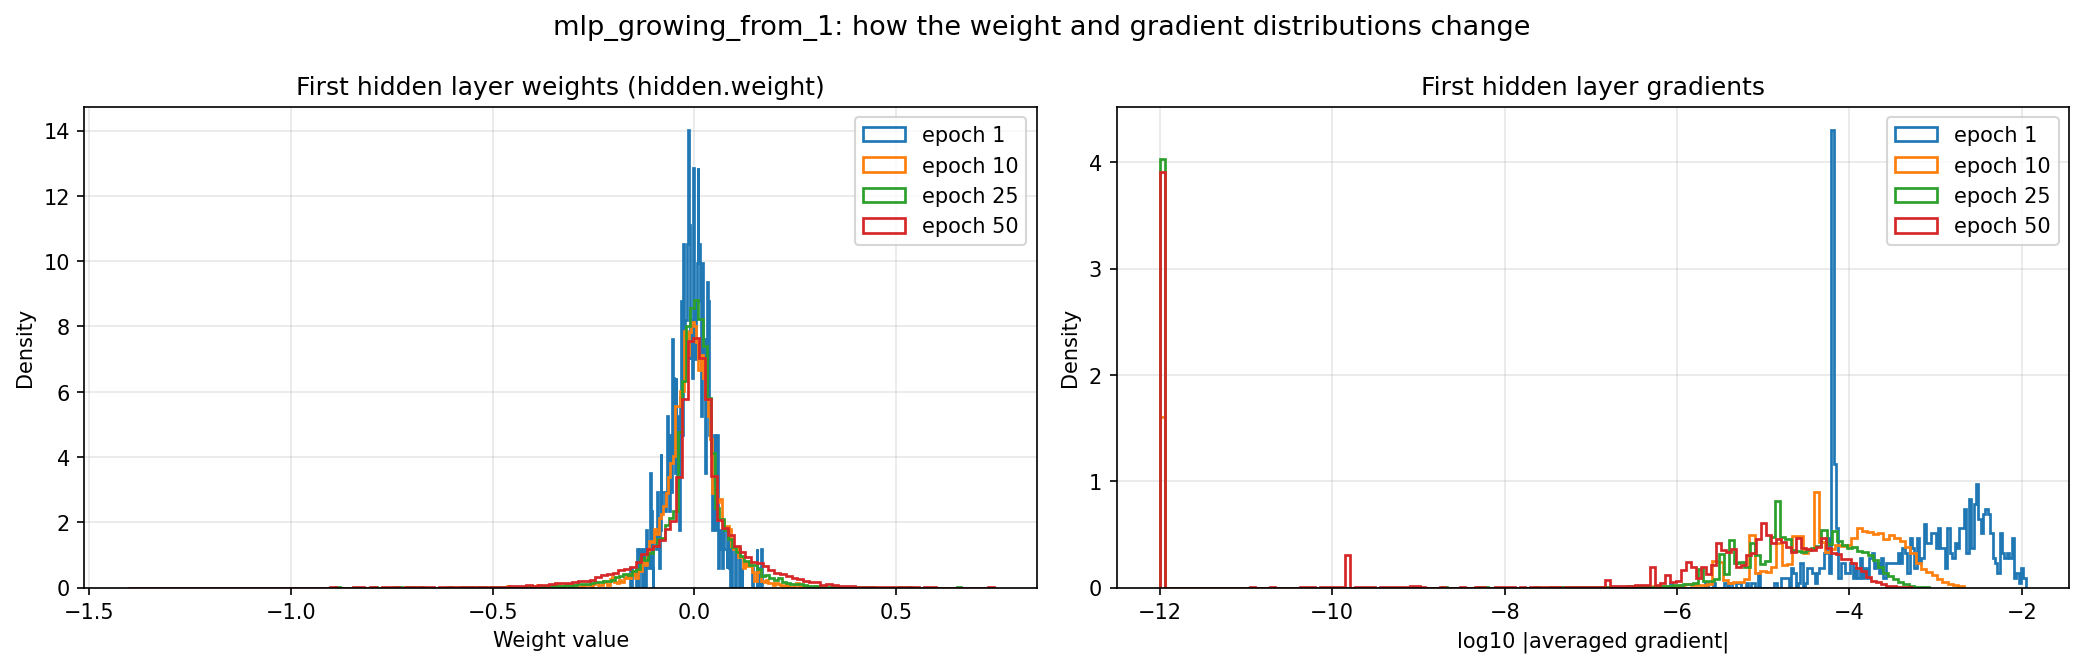 mlp_growing_from_1: how the weight and gradient distributions change
First hidden layer weights (hidden.weight)
Density
14
12
10
8
6
4
2
0
epoch 1
epoch 10
epoch 25
epoch 50
−1.5 −1.0 −0.5 0.0 0.5
Weight value
First hidden layer gradients
Density
4
3
2
1
0
epoch 1
epoch 10
epoch 25
epoch 50
−12 −10 −8 −6 −4 −2
log10 |averaged gradient|